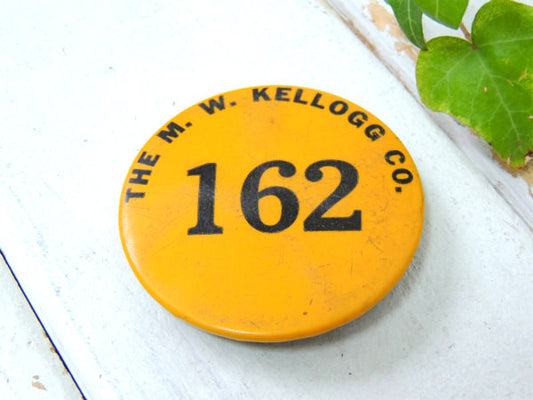 THE M. W. KELLOGG CO.
162